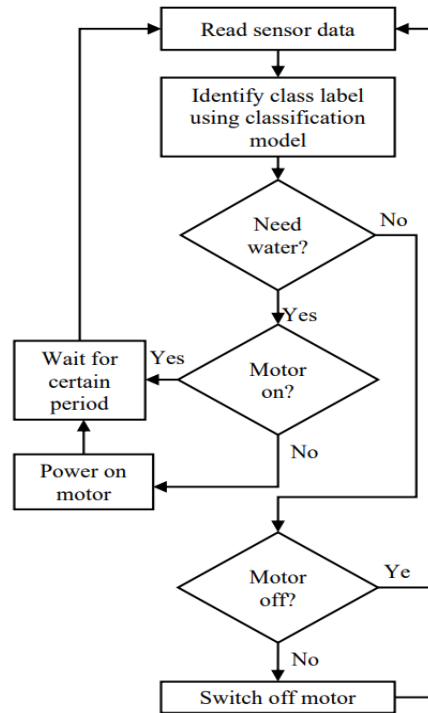 Read sensor data
Identify class label
using classification
model
Need
water?
No
Yes
Motor
on?
Yes
Wait for
certain
period
No
Power on
motor
Motor
off?
Ye
No
Switch off motor